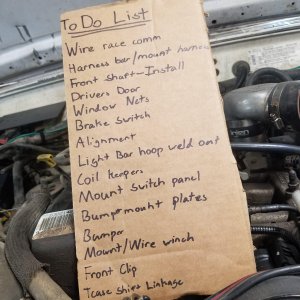 To Do List
Wire race comm
Harness bar/mount harness
Front shaft-Install
Drivers Door
Window Nets
Brake Switch
Alignment
Light Bar hoop weld on
Coil keepers
Mount Switch panel
Bumpmount plates
Bumper
Mount/Wire winch
Front Clip
Tcase shift Linkage